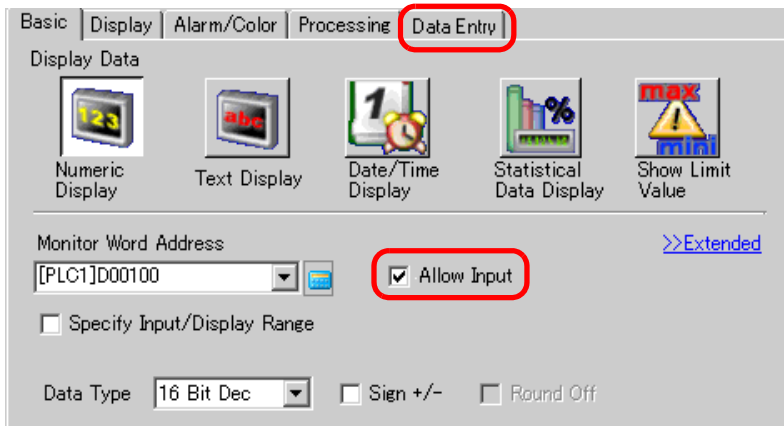 Basic Display Alarm/Color Processing Data Entry
Display Data
123 abc 1 % max mini
Numeric Display Text Display Date/Time Display Statistical Data Display Show Limit Value
Monitor Word Address >>Extended
[PLC1]D00100 Allow Input
Specify Input/Display Range
Data Type 16 Bit Dec Sign +/- Round Off